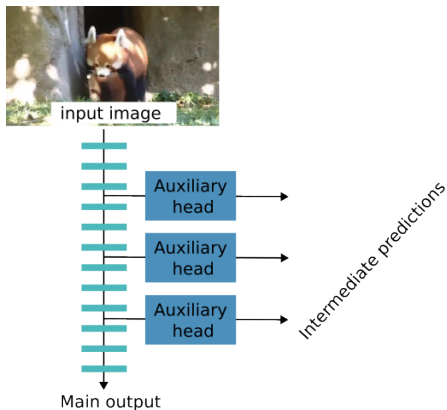 input image
Auxiliary
head
Auxiliary
head
Auxiliary
head
Intermediate predictions
Main output